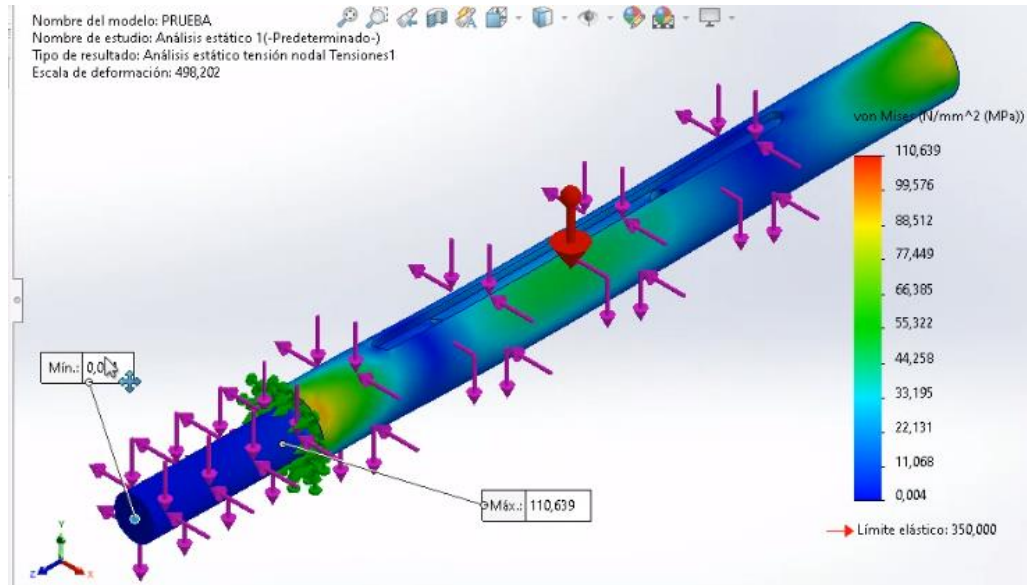 Nombre del modelo: PRUEBA
Nombre de estudio: Análisis estático 1(-Predeterminado-)
Tipo de resultado: Análisis estático tensión nodal Tensiones1
Escala de deformación: 498,202
von Mises (N/mm^2 (MPa))
110,639
99,576
88,512
77,449
66,385
55,322
44,258
33,195
22,131
11,068
0,004
Límite elástico: 350,000
Mín.:
Máx.: 110,639
Y
Z
X